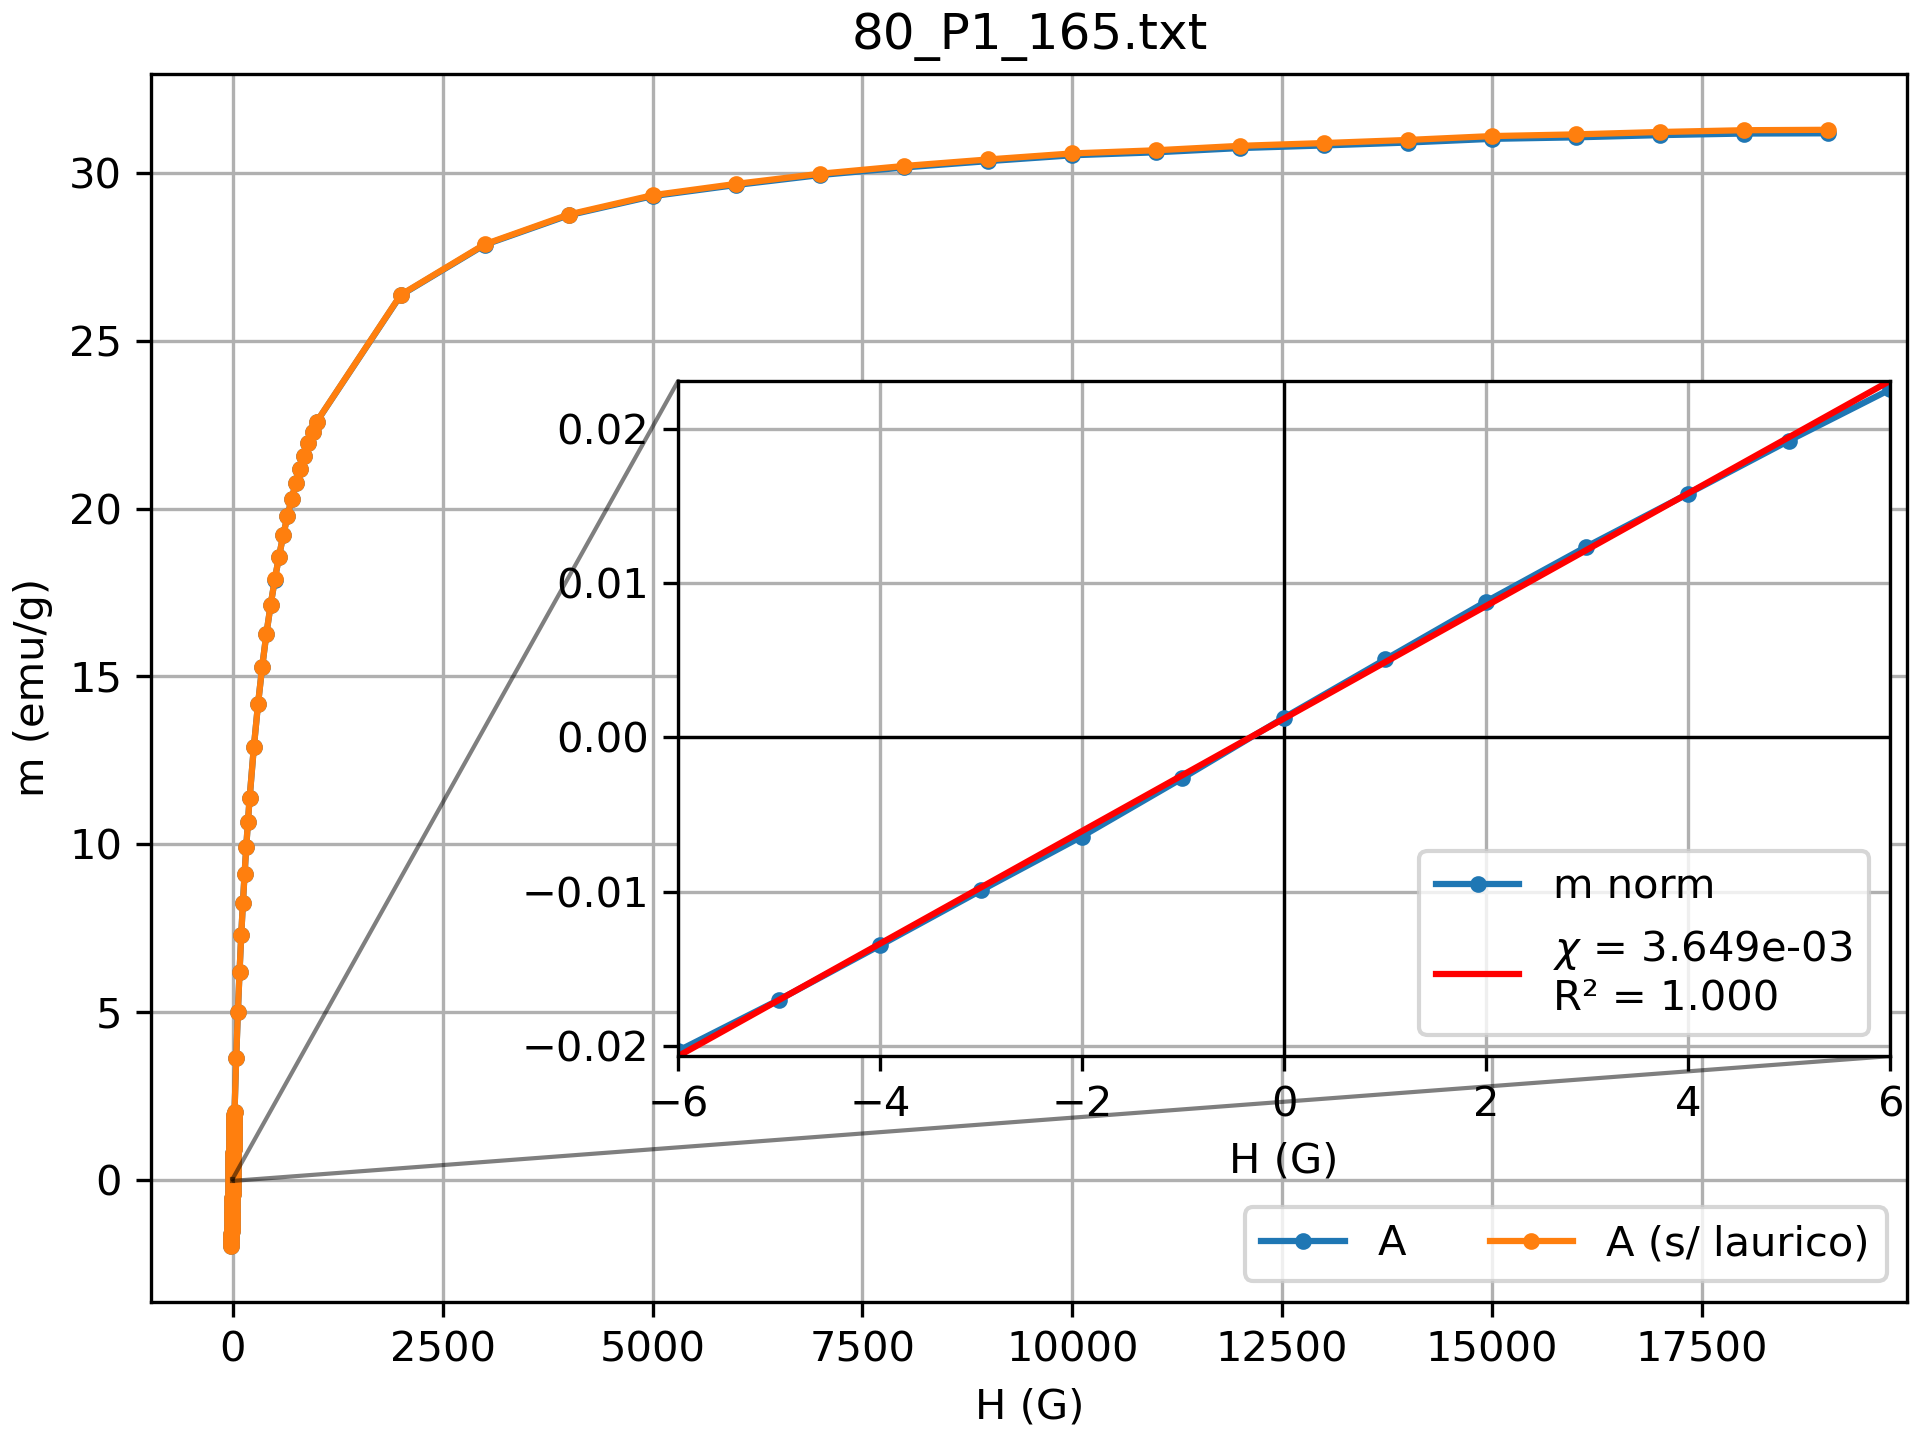 80_P1_165.txt
m (emu/g)
30
25
20
15
10
5
0
0.02
0.01
0.00
−0.01
−0.02
−6 −4 −2 0 2 4 6
H (G)
m norm
χ = 3.649e-03
R² = 1.000
A A (s/ laurico)
0 2500 5000 7500 10000 12500 15000 17500
H (G)